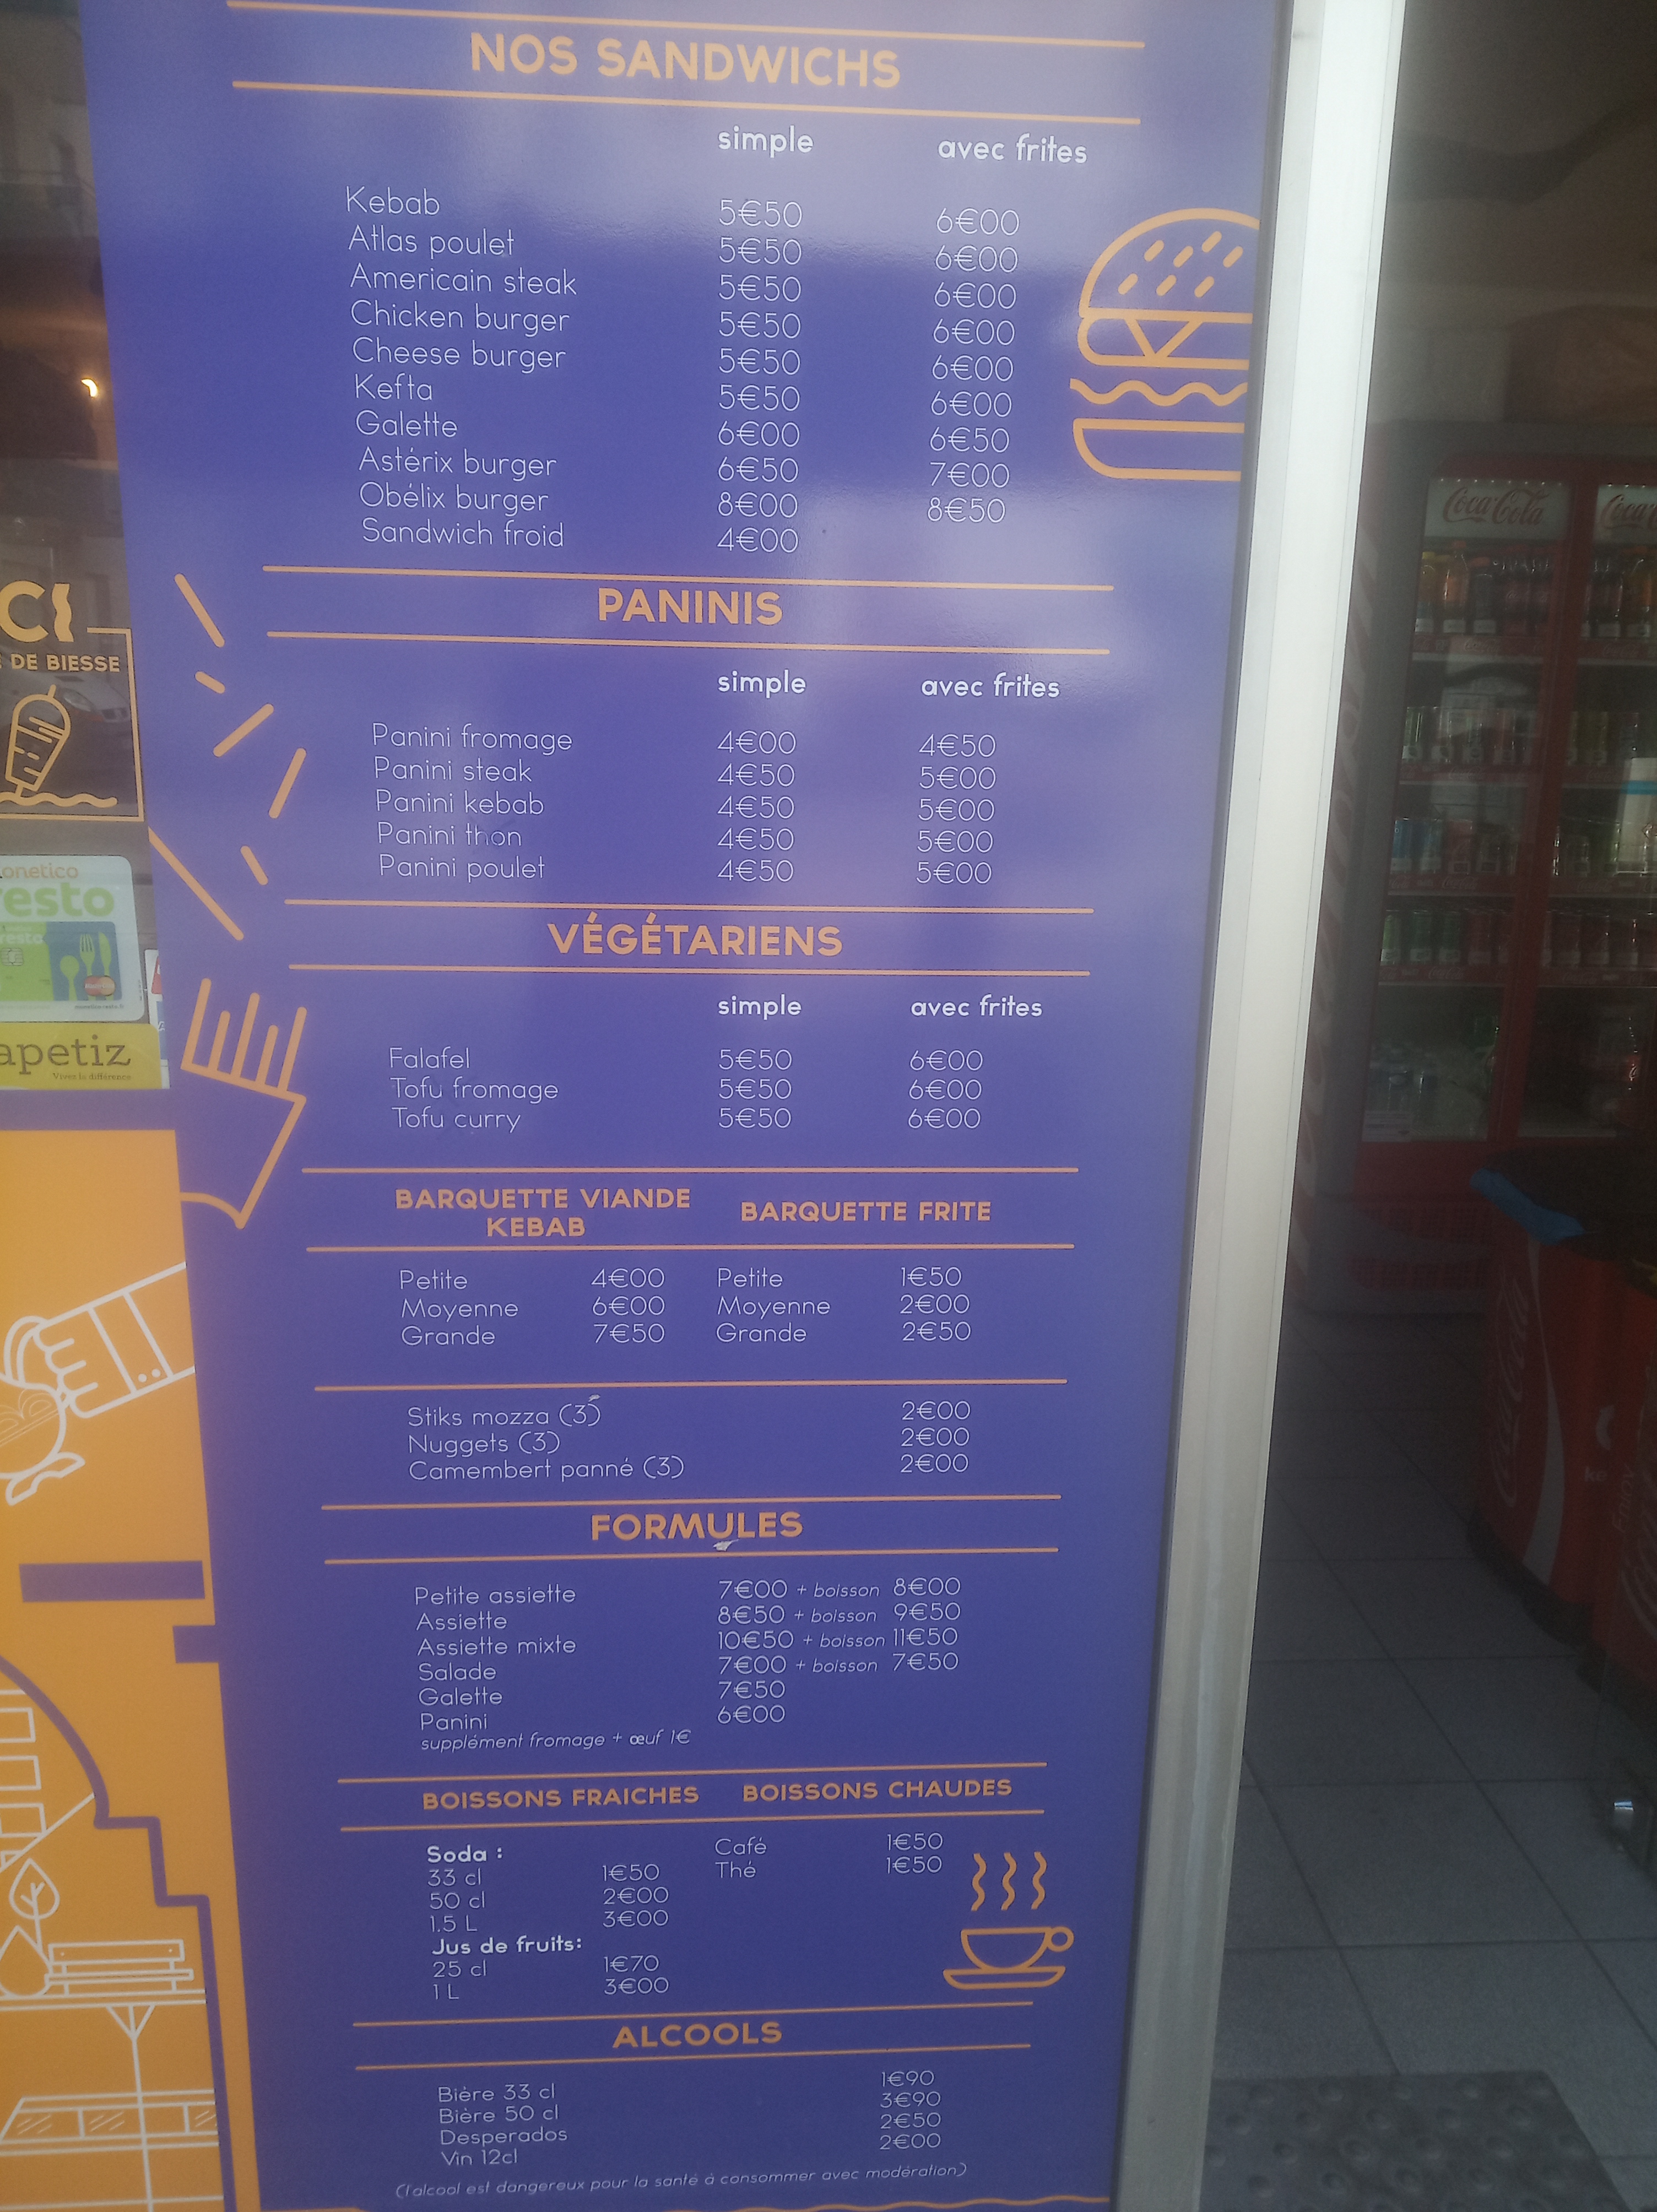 NOS SANDWICHS
simple avec frites
Kebab 5€50 6€00
Atlas poulet 5€50 6€00
Americain steak 5€50 6€00
Chicken burger 5€50 6€00
Cheese burger 5€50 6€00
Kefta 5€50 6€00
Galette 6€00 6€50
Astérix burger 6€50 7€00
Obélix burger 8€00 8€50
Sandwich froid 4€00
PANINIS
simple avec frites
Panini fromage 4€00 4€50
Panini steak 4€50 5€00
Panini kebab 4€50 5€00
Panini thon 4€50 5€00
Panini poulet 4€50 5€00
VÉGÉTARIENS
simple avec frites
Falafel 5€50 6€00
Tofu fromage 5€50 6€00
Tofu curry 5€50 6€00
BARQUETTE VIANDE
KEBAB
BARQUETTE FRITE
Petite 4€00 Petite 1€50
Moyenne 6€00 Moyenne 2€00
Grande 7€50 Grande 2€50
Stiks mozza (3) 2€00
Nuggets (3) 2€00
Camembert panné (3) 2€00
FORMULES
Petite assiette 7€00 + boisson 8€00
Assiette 8€50 + boisson 9€50
Assiette mixte 10€50 + boisson 11€50
Salade 7€00 + boisson 7€50
Galette 7€50
Panini 6€00
supplément fromage + œuf 1€
BOISSONS FRAICHES BOISSONS CHAUDES
Soda :
33 cl 1€50
50 cl 2€00
1.5 L 3€00
Jus de fruits:
25 cl 1€70
1 L 3€00
Café 1€50
Thé 1€50
ALCOOLS
Bière 33 cl 1€90
Bière 50 cl 3€90
Desperados 2€50
Vin 12cl 2€00
(l'alcool est dangereux pour la santé à consommer avec modération)
CI
DE BIESSE
onetico
resto
apetiz
Vivez la différence
Coca-Cola
Coca-Cola
Enjoy